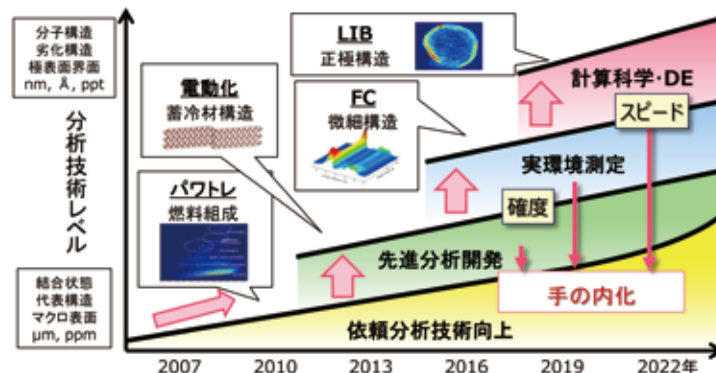 分子構造
劣化構造
極表面界面
nm, Å, ppt
分析技術レベル
結合状態
代表構造
マクロ表面
μm, ppm
LIB
正極構造
電動化
蓄冷材構造
FC
微細構造
パワトレ
燃料組成
計算科学・DE
スピード
実環境測定
確度
先進分析開発
手の内化
依頼分析技術向上
2007
2010
2013
2016
2019
2022年